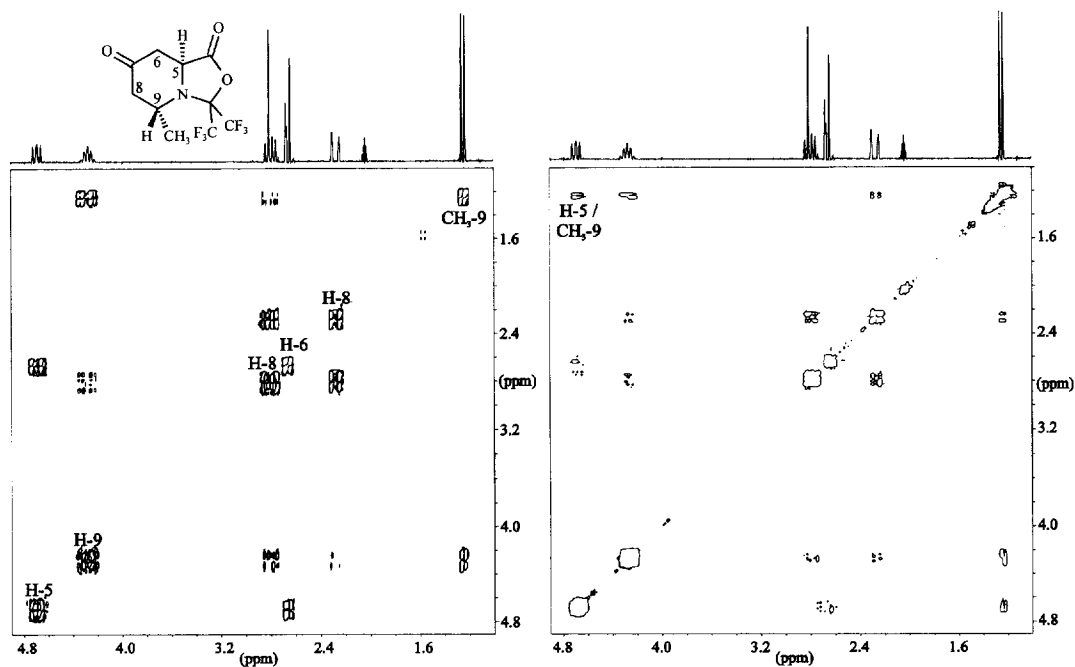 H
O
O
6
5
O
8
9
N
H
CH₃
F₃C
CF₃
CH₃-9
H-8
H-6
H-8
H-9
H-5
1.6
2.4
(ppm)
3.2
4.0
4.8
4.8
4.0
3.2
2.4
1.6
(ppm)
H-5 /
CH₃-9
1.6
2.4
(ppm)
3.2
4.0
4.8
4.8
4.0
3.2
2.4
1.6
(ppm)